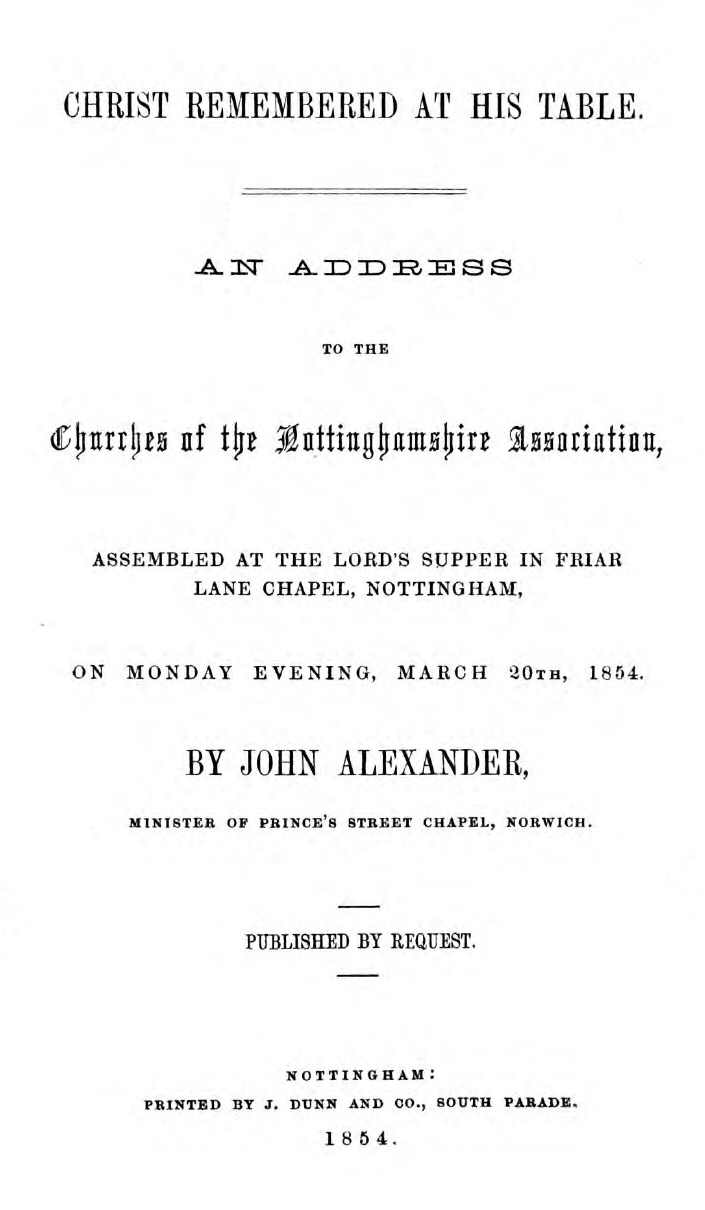 CHRIST REMEMBERED AT HIS TABLE.
AN ADDRESS
TO THE
Churches of the Nottinghamshire Association,
ASSEMBLED AT THE LORD'S SUPPER IN FRIAR
LANE CHAPEL, NOTTINGHAM,
ON MONDAY EVENING, MARCH 20TH, 1854.
BY JOHN ALEXANDER,
MINISTER OF PRINCE'S STREET CHAPEL, NORWICH.
PUBLISHED BY REQUEST.
NOTTINGHAM:
PRINTED BY J. DUNN AND CO., SOUTH PARADE.
1854.